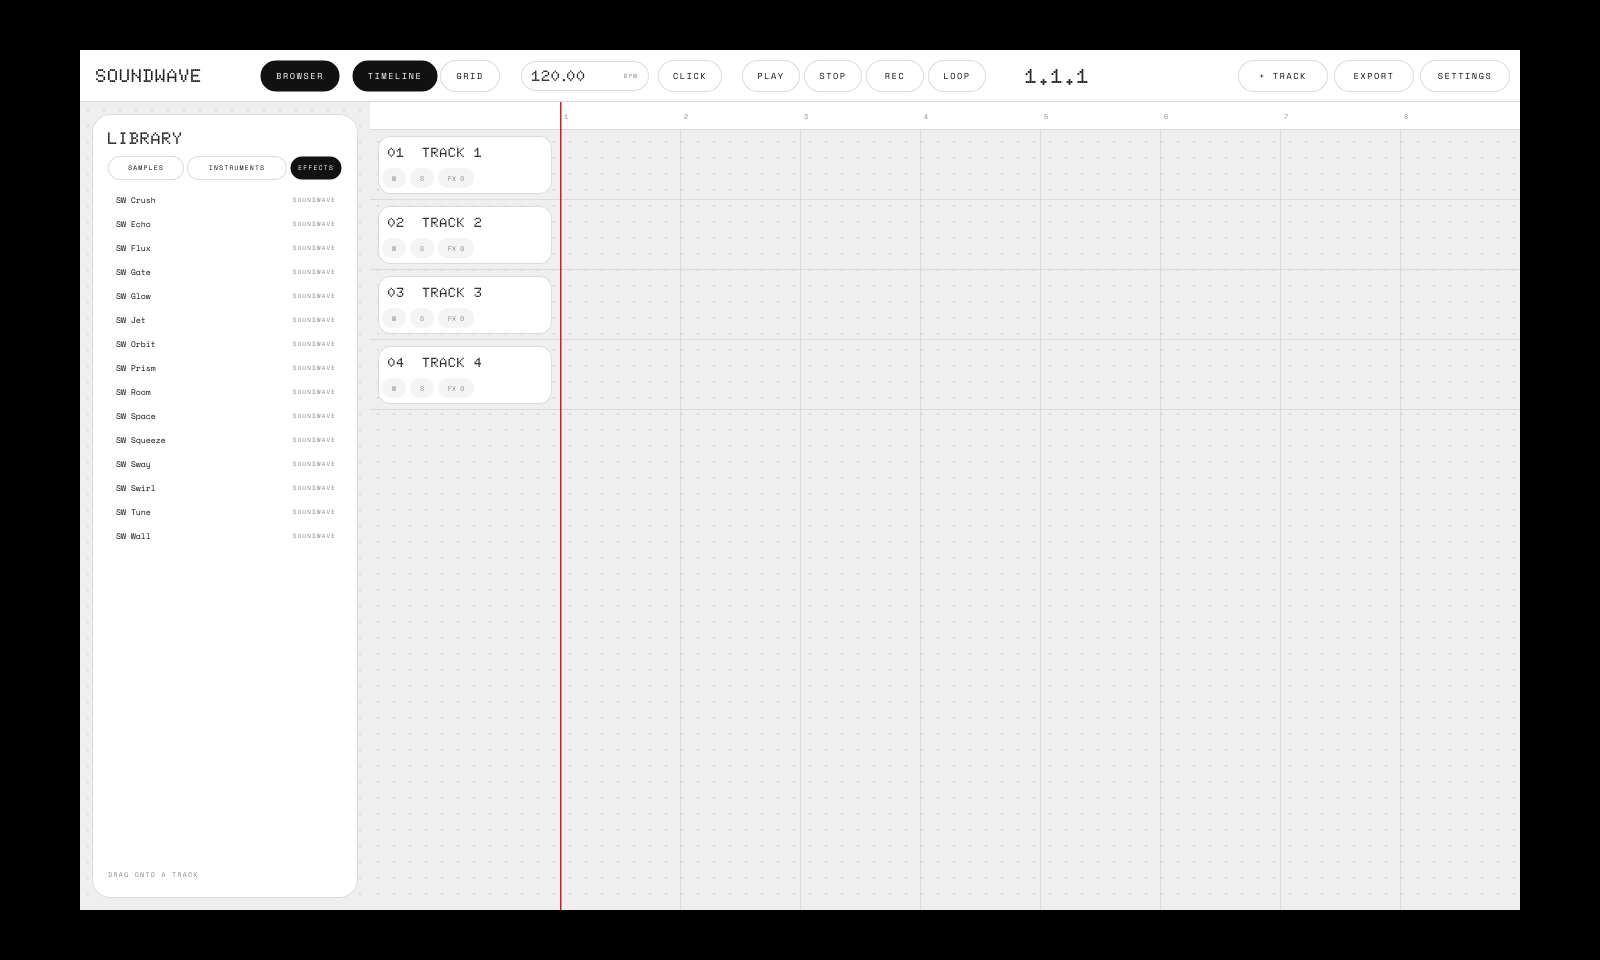 SOUNDWAVE BROWSER TIMELINE GRID 120.00 BPM CLICK PLAY STOP REC LOOP 1.1.1 + TRACK EXPORT SETTINGS
LIBRARY
SAMPLES INSTRUMENTS EFFECTS
SW Crush SOUNDWAVE
SW Echo SOUNDWAVE
SW Flux SOUNDWAVE
SW Gate SOUNDWAVE
SW Glow SOUNDWAVE
SW Jet SOUNDWAVE
SW Orbit SOUNDWAVE
SW Prism SOUNDWAVE
SW Room SOUNDWAVE
SW Space SOUNDWAVE
SW Squeeze SOUNDWAVE
SW Sway SOUNDWAVE
SW Swirl SOUNDWAVE
SW Tune SOUNDWAVE
SW Wall SOUNDWAVE
DRAG ONTO A TRACK
1 2 3 4 5 6 7 8
01 TRACK 1
M S FX 0
02 TRACK 2
M S FX 0
03 TRACK 3
M S FX 0
04 TRACK 4
M S FX 0